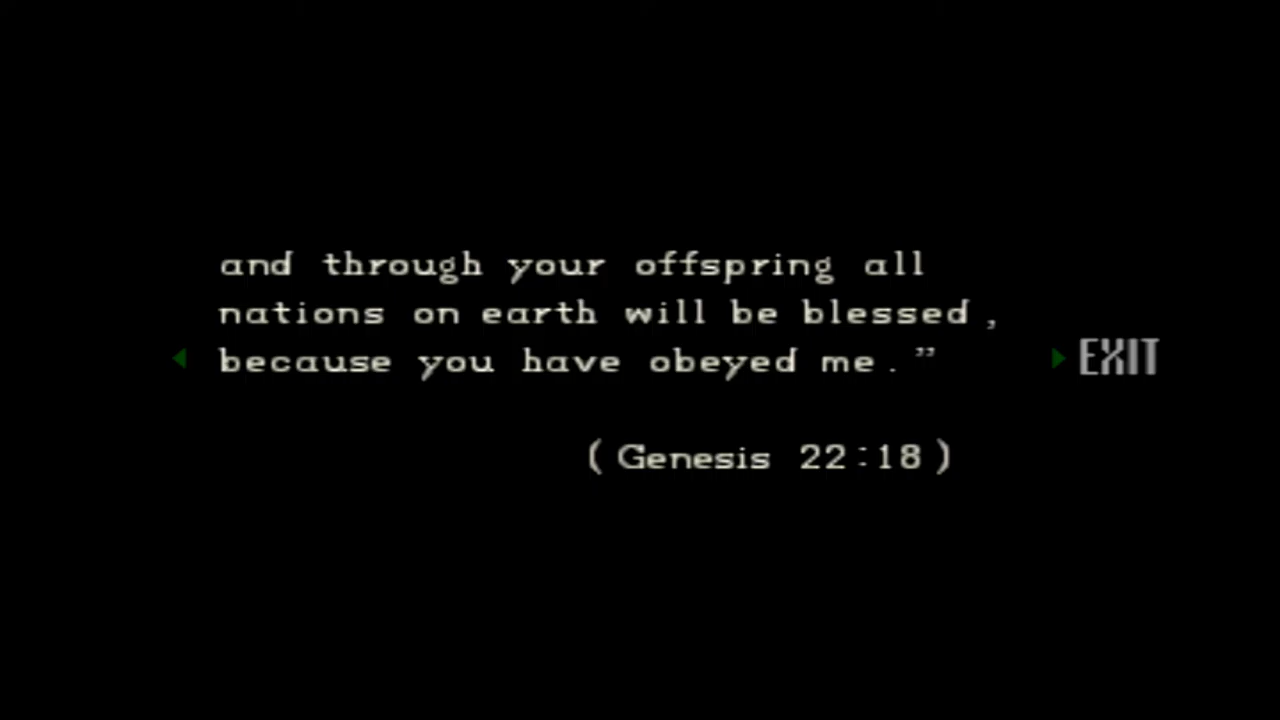 and through your offspring all
nations on earth will be blessed,
because you have obeyed me.”
EXIT
(Genesis 22:18)